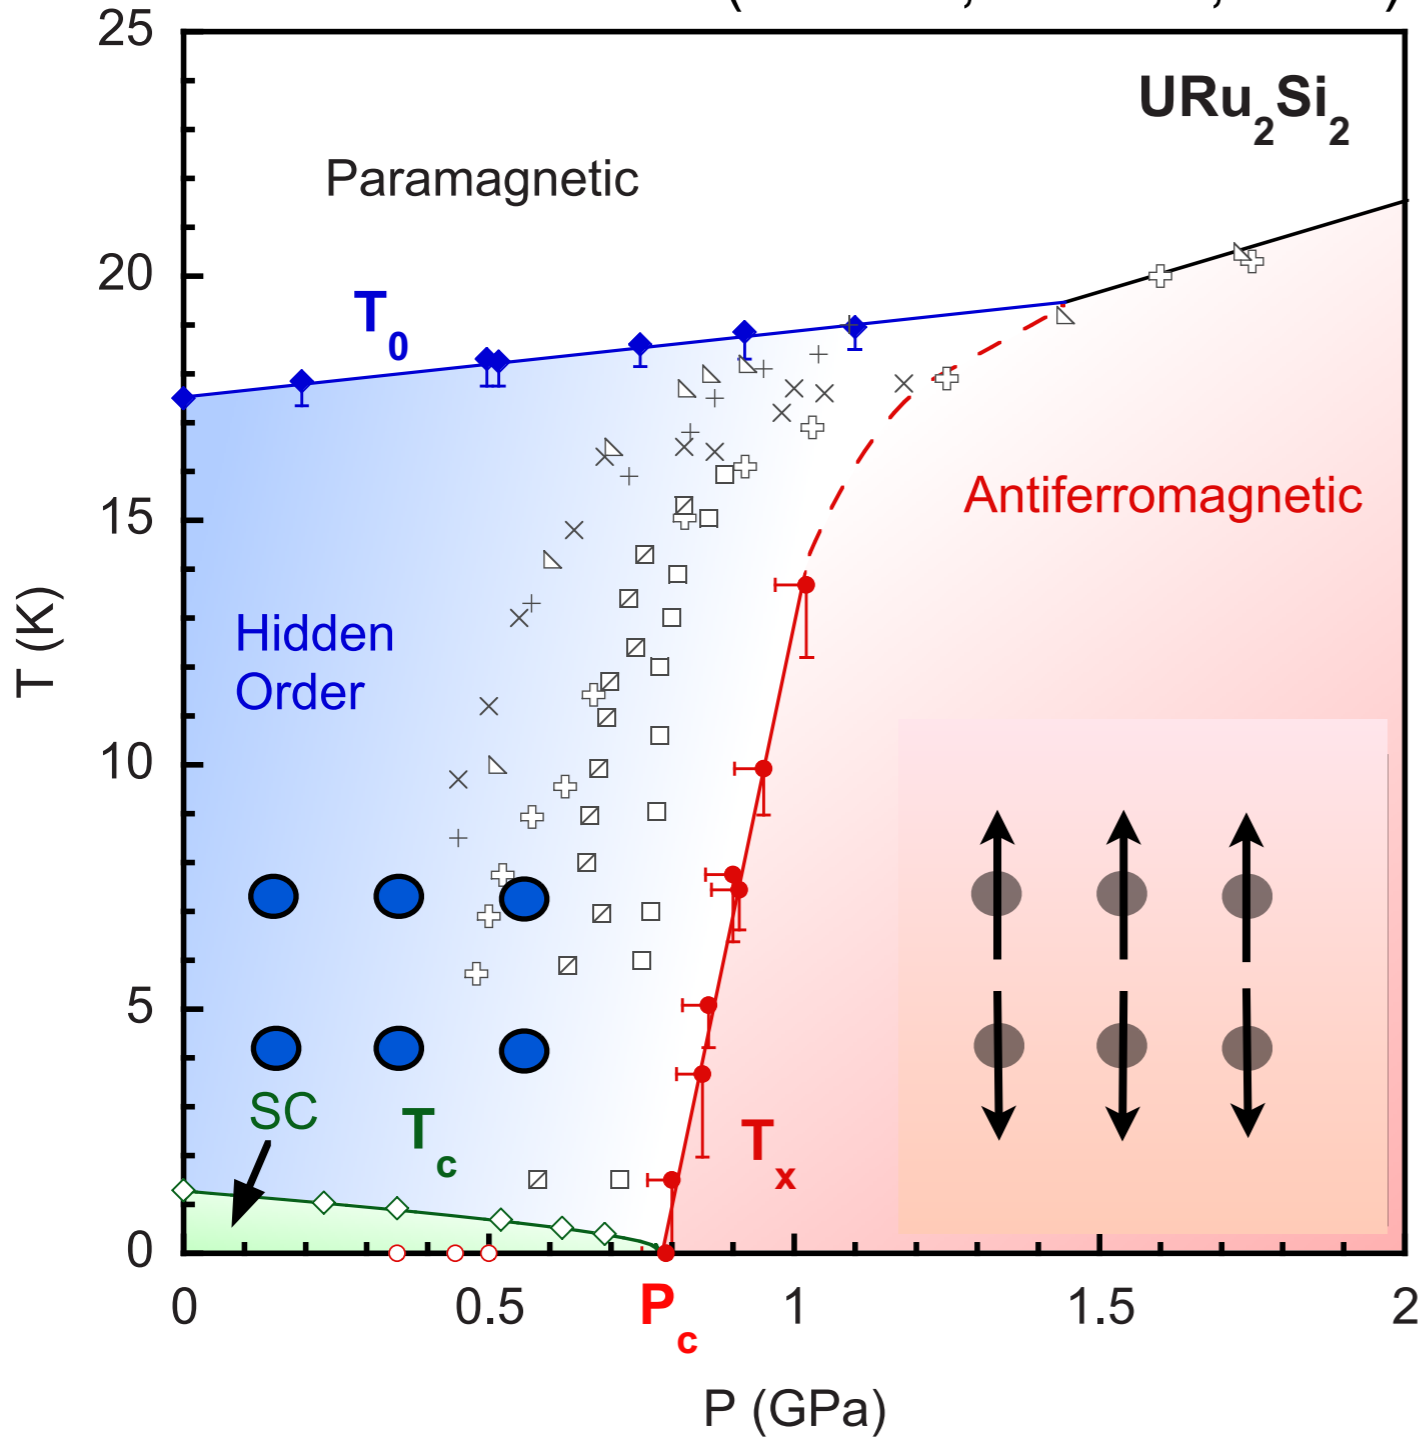 25
URu2Si2
Paramagnetic
20
T0
15
Antiferromagnetic
T (K)
Hidden
Order
10
5
SC
Tc
Tx
0
0
0.5
Pc
1
1.5
2
P (GPa)